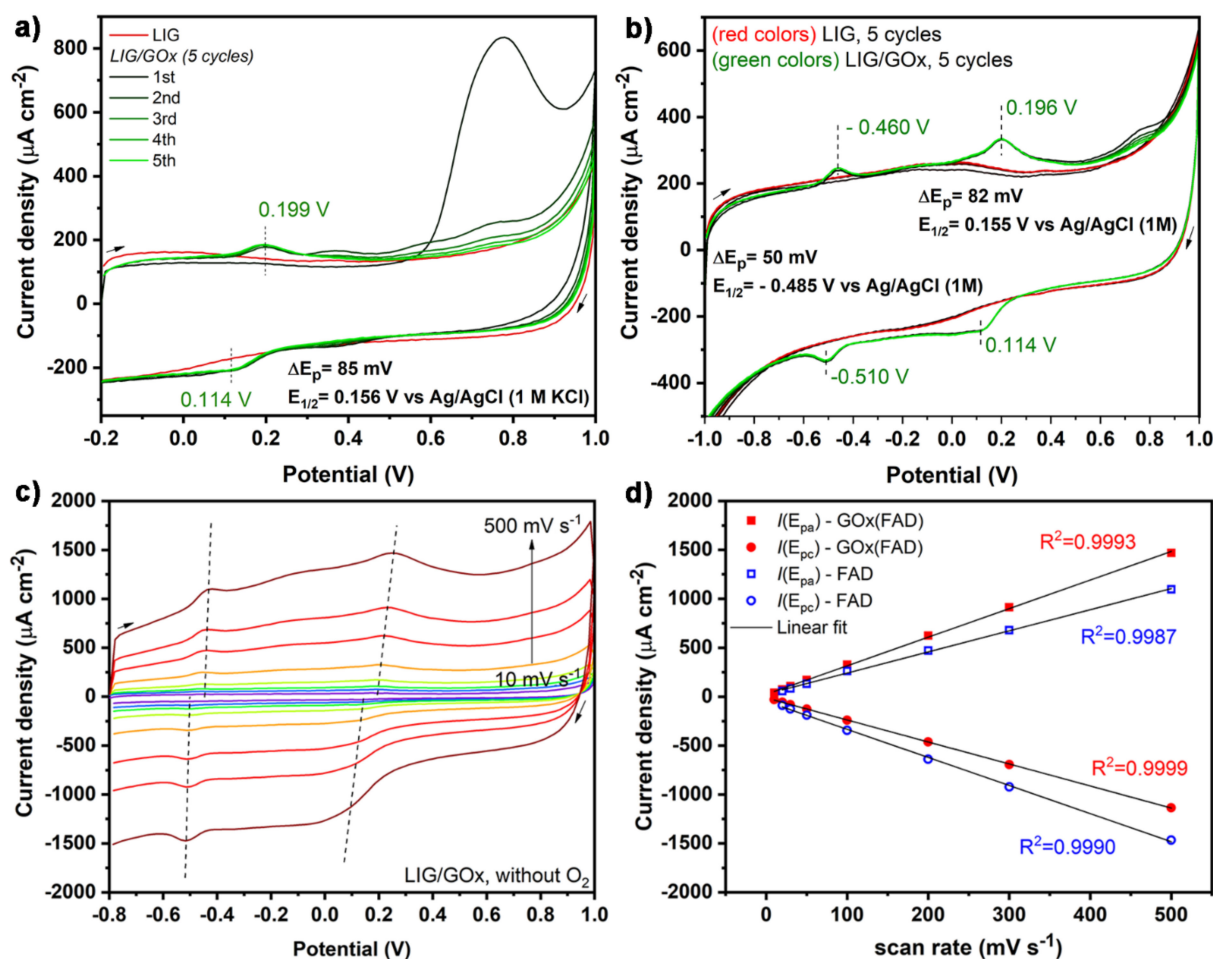 a)
LIG
LIG/GOx (5 cycles)
1st
2nd
3rd
4th
5th
0.199 V
0.114 V
ΔEp= 85 mV
E1/2= 0.156 V vs Ag/AgCl (1 M KCl)
800
600
400
200
0
-200
-0.2 0.0 0.2 0.4 0.6 0.8 1.0
Potential (V)
Current density (µA cm-2)
b)
(red colors) LIG, 5 cycles
(green colors) LIG/GOx, 5 cycles
- 0.460 V
0.196 V
ΔEp= 82 mV
E1/2= 0.155 V vs Ag/AgCl (1M)
ΔEp= 50 mV
E1/2= - 0.485 V vs Ag/AgCl (1M)
0.114 V
-0.510 V
600
400
200
0
-200
-400
-1.0 -0.8 -0.6 -0.4 -0.2 0.0 0.2 0.4 0.6 0.8 1.0
Potential (V)
Current density (µA cm-2)
c)
500 mV s-1
10 mV s-1
LIG/GOx, without O2
2000
1500
1000
500
0
-500
-1000
-1500
-2000
-0.8 -0.6 -0.4 -0.2 0.0 0.2 0.4 0.6 0.8 1.0
Potential (V)
Current density (µA cm-2)
d)
I(Epa) - GOx(FAD)
I(Epc) - GOx(FAD)
I(Epa) - FAD
I(Epc) - FAD
Linear fit
R2=0.9993
R2=0.9987
R2=0.9999
R2=0.9990
2000
1500
1000
500
0
-500
-1000
-1500
-2000
0 100 200 300 400 500
scan rate (mV s-1)
Current density (µA cm-2)